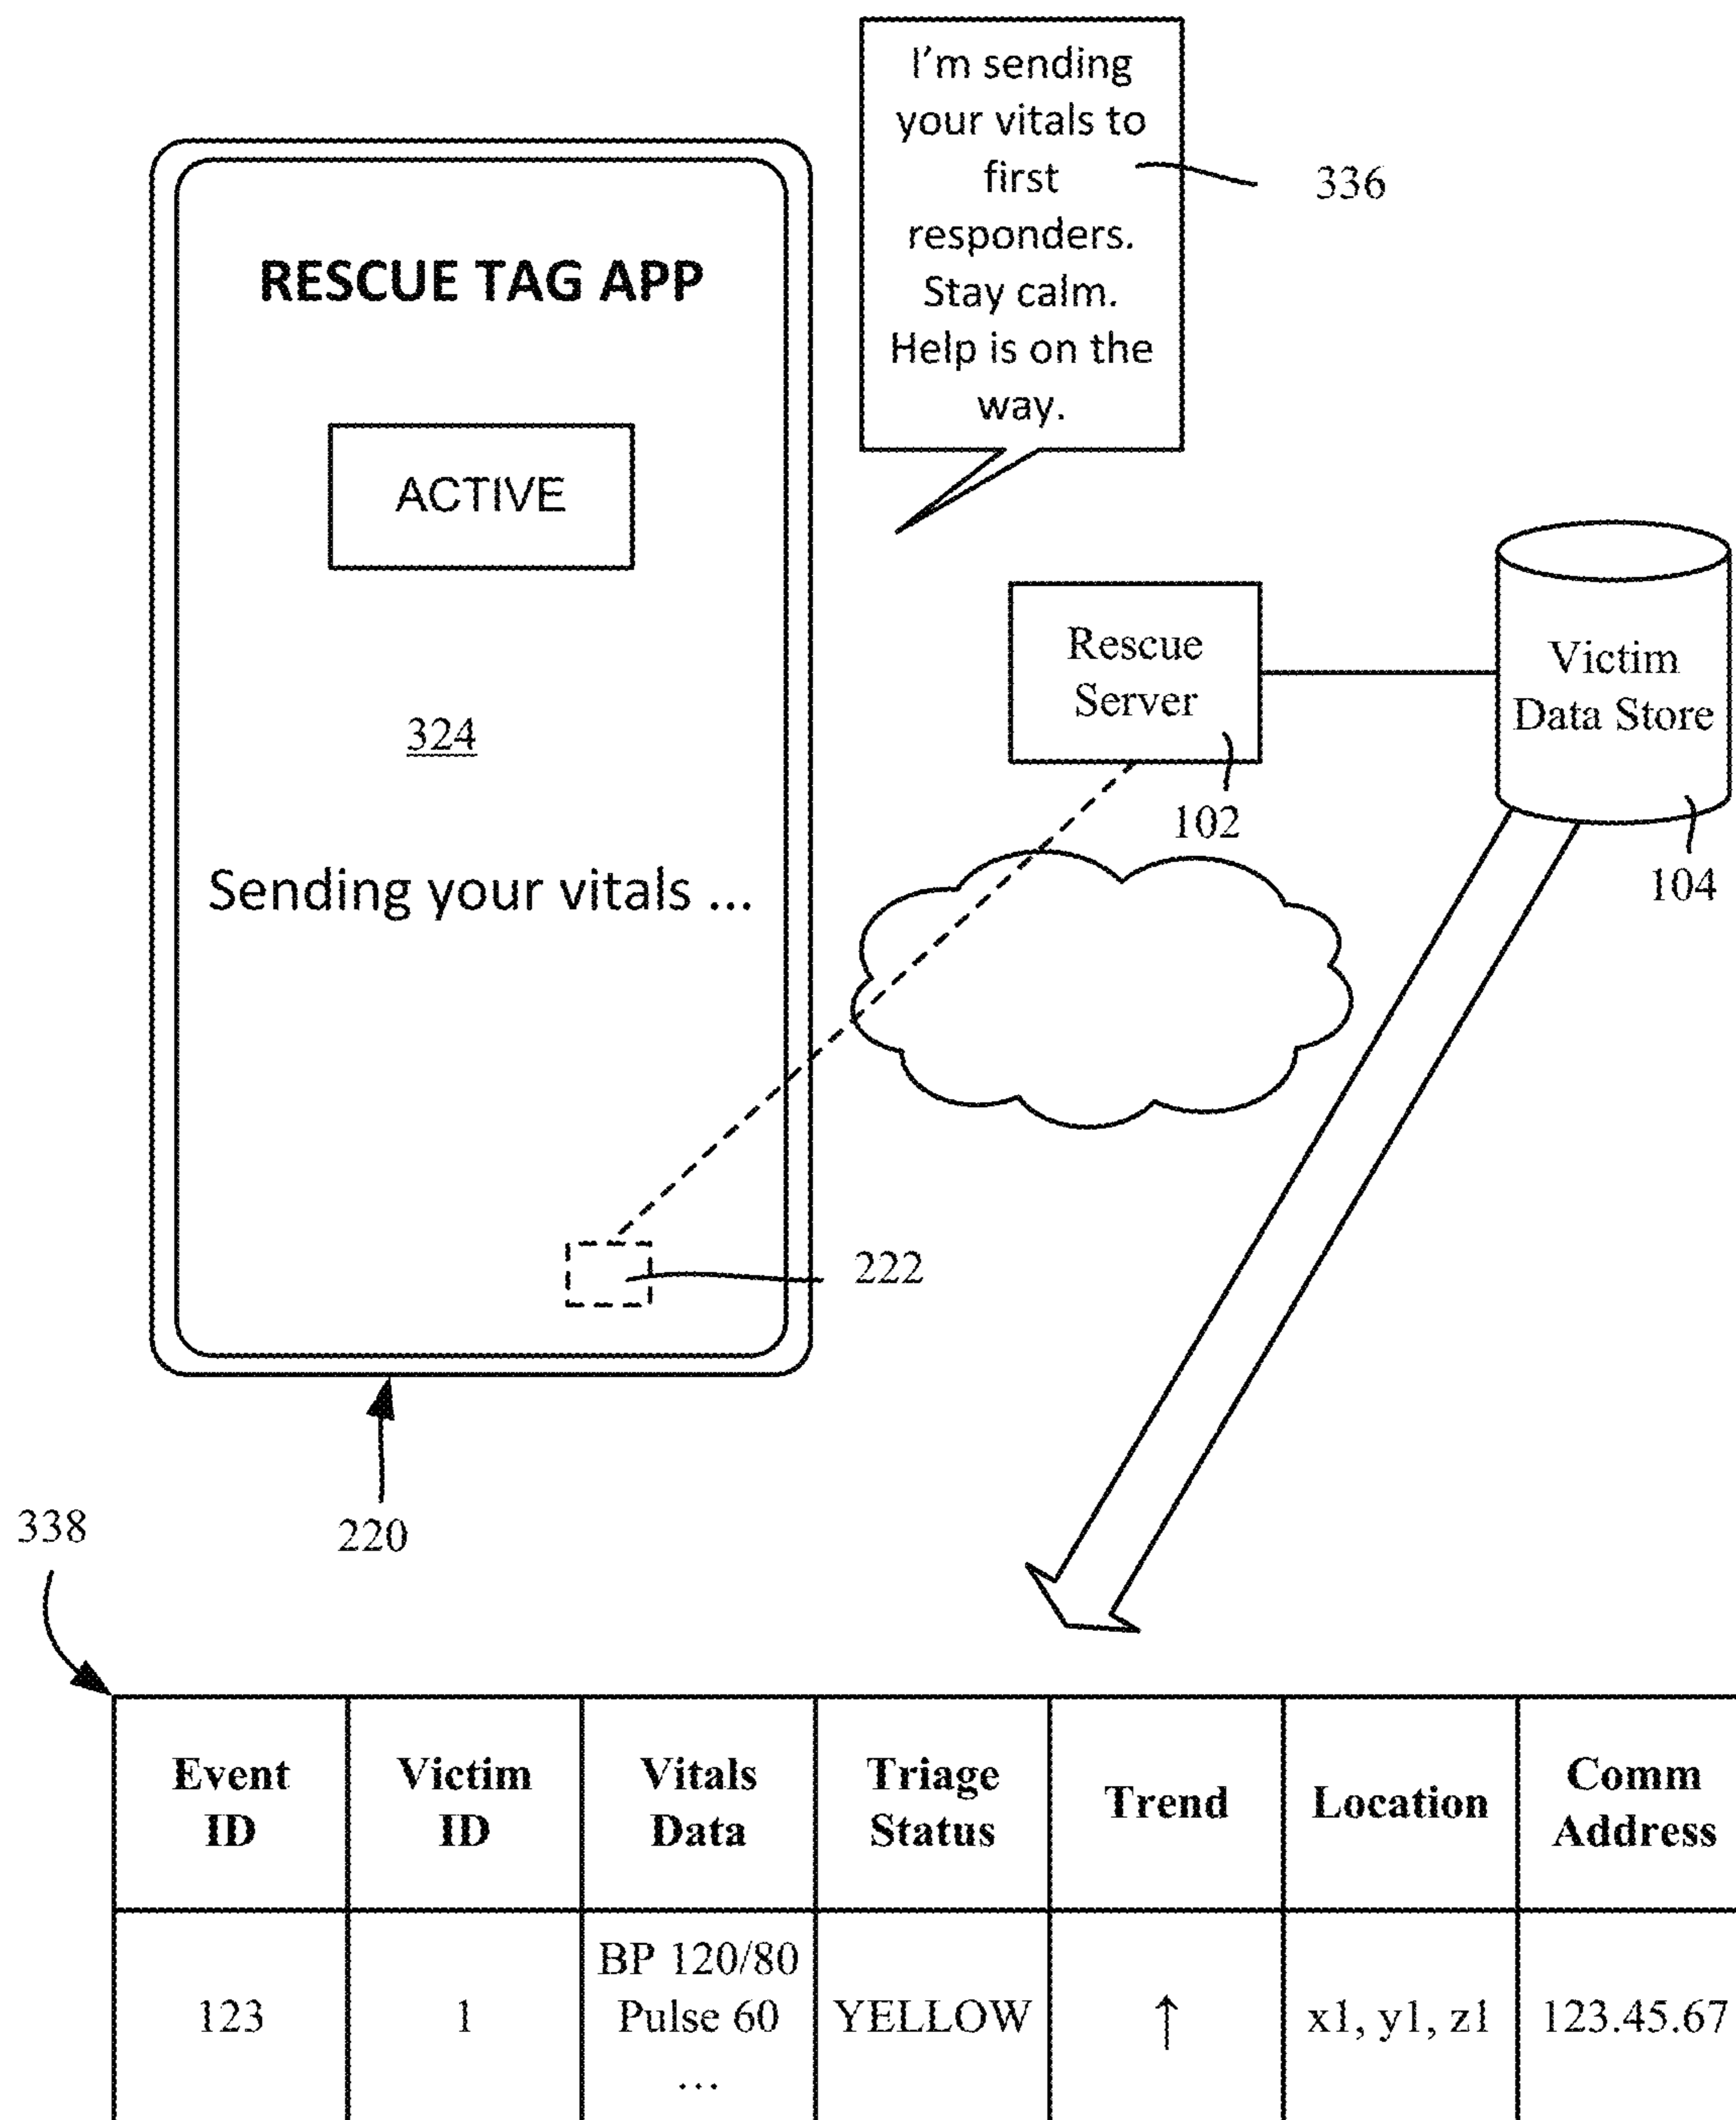 I'm sending
your vitals to
first
responders.
Stay calm.
Help is on the
way.
336
RESCUE TAG APP
ACTIVE
324
Sending your vitals ...
Rescue
Server
102
Victim
Data Store
104
222
220
338
Event
ID
Victim
ID
Vitals
Data
Triage
Status
Trend
Location
Comm
Address
123
1
BP 120/80
Pulse 60
...
YELLOW
↑
x1, y1, z1
123.45.67